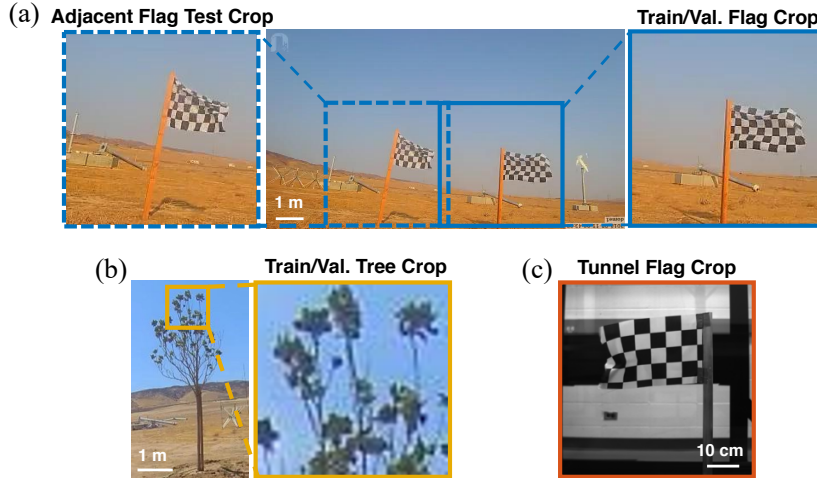 (a)
Adjacent Flag Test Crop
Train/Val. Flag Crop
1 m
(b)
Train/Val. Tree Crop
1 m
(c)
Tunnel Flag Crop
10 cm